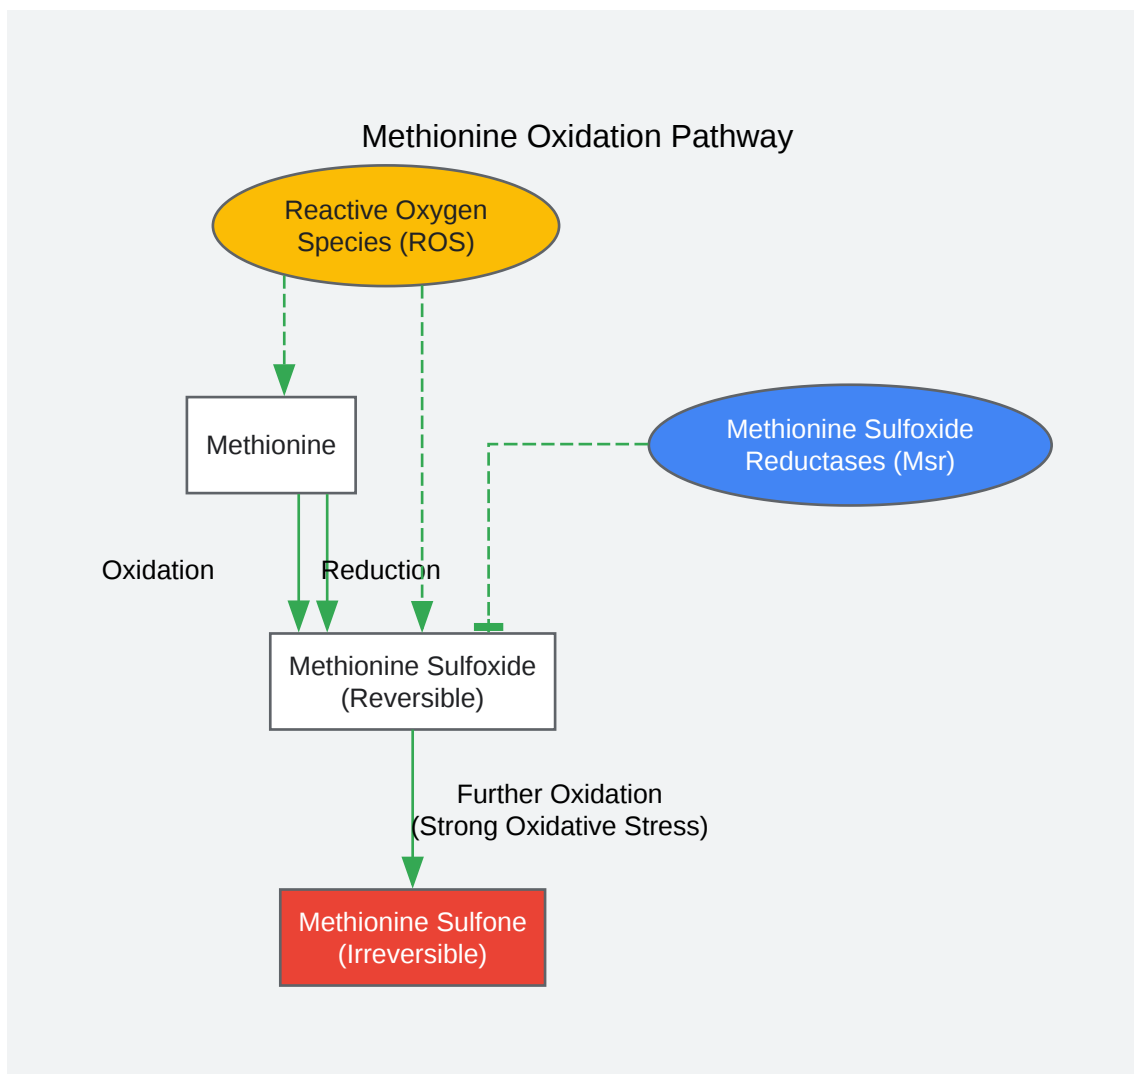 Methionine Oxidation Pathway
Reactive Oxygen
Species (ROS)
Methionine
Methionine Sulfoxide
Reductases (Msr)
Oxidation
Reduction
Methionine Sulfoxide
(Reversible)
Further Oxidation
(Strong Oxidative Stress)
Methionine Sulfone
(Irreversible)